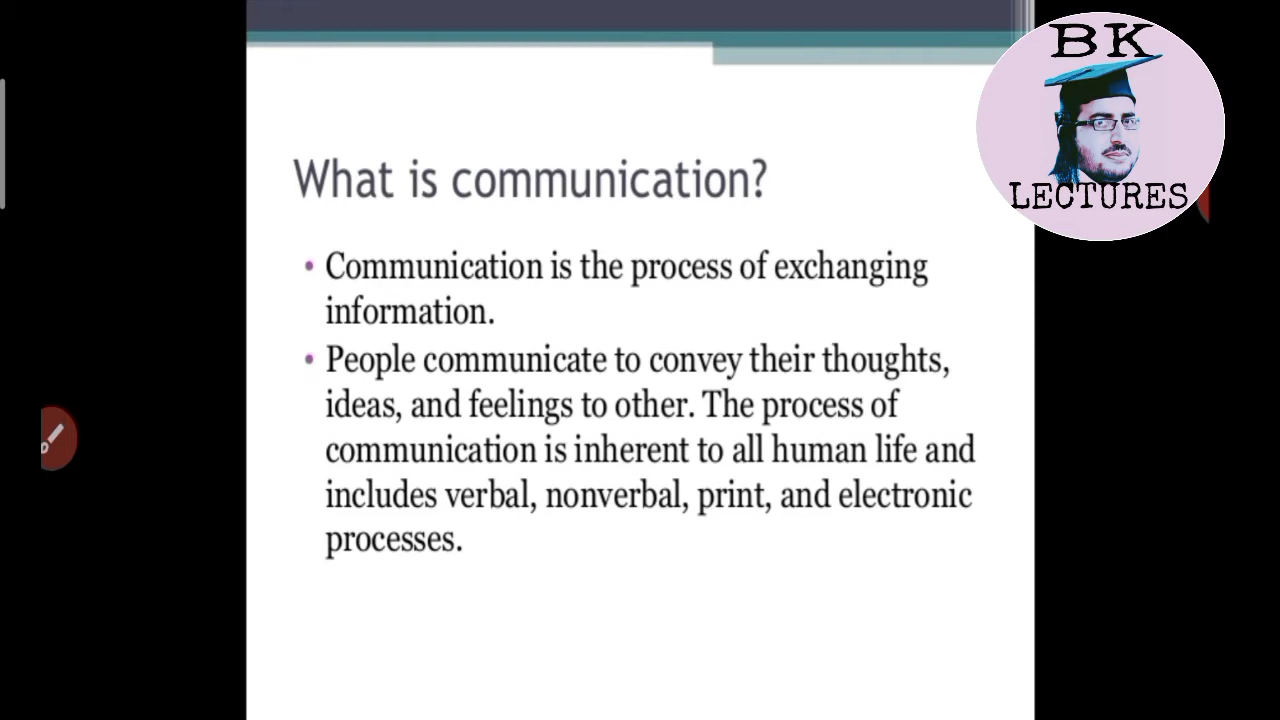 BK
LECTURES
What is communication?
• Communication is the process of exchanging
information.
• People communicate to convey their thoughts,
ideas, and feelings to other. The process of
communication is inherent to all human life and
includes verbal, nonverbal, print, and electronic
processes.